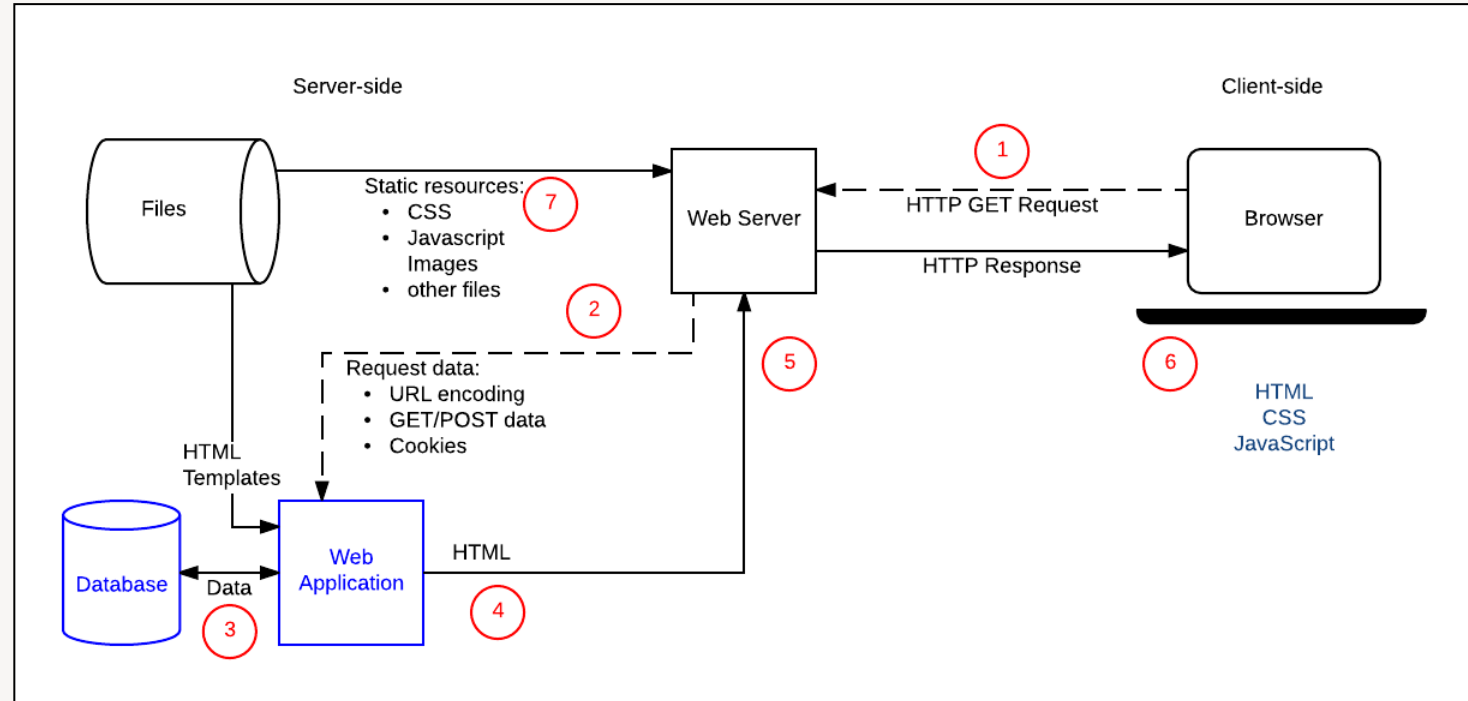 Server-side
Client-side
1
Files
Static resources:
• CSS
• Javascript
Images
• other files
7
Web Server
HTTP GET Request
HTTP Response
Browser
2
Request data:
• URL encoding
• GET/POST data
• Cookies
5
6
HTML
CSS
JavaScript
HTML
Templates
Database
Data
3
Web
Application
HTML
4